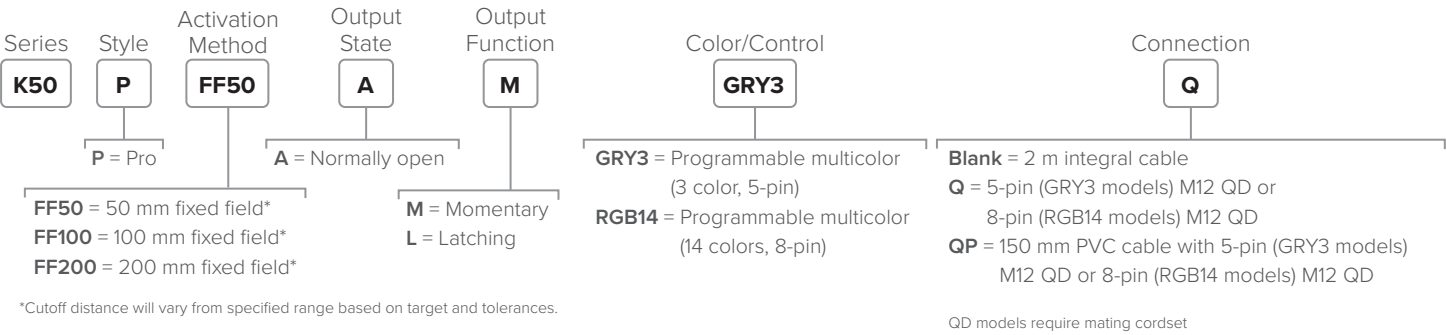 Series
Style
Activation
Method
Output
State
Output
Function
Color/Control
Connection
K50
P
FF50
A
M
GRY3
Q
P = Pro
A = Normally open
FF50 = 50 mm fixed field*
FF100 = 100 mm fixed field*
FF200 = 200 mm fixed field*
M = Momentary
L = Latching
GRY3 = Programmable multicolor
(3 color, 5-pin)
RGB14 = Programmable multicolor
(14 colors, 8-pin)
Blank = 2 m integral cable
Q = 5-pin (GRY3 models) M12 QD or
8-pin (RGB14 models) M12 QD
QP = 150 mm PVC cable with 5-pin (GRY3 models)
M12 QD or 8-pin (RGB14 models) M12 QD
*Cutoff distance will vary from specified range based on target and tolerances.
QD models require mating cordset